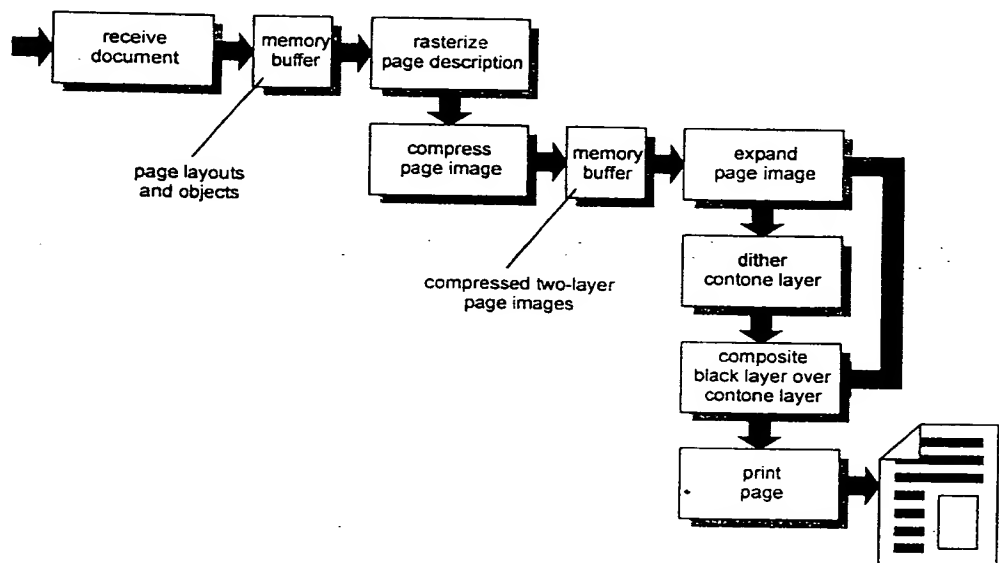 receive
document
memory
buffer
rasterize
page description
page layouts
and objects
compress
page image
memory
buffer
expand
page image
compressed two-layer
page images
dither
contone layer
composite
black layer over
contone layer
print
page